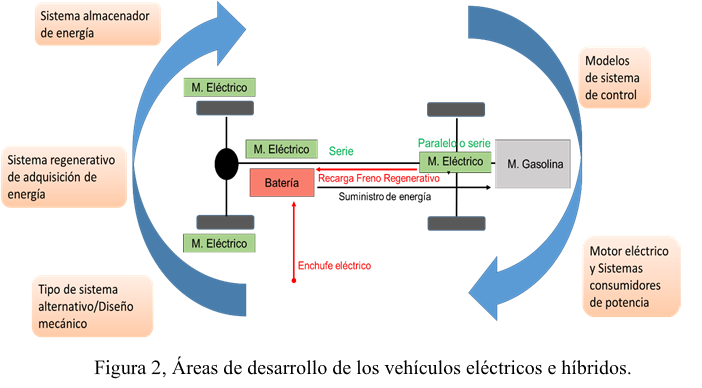 Sistema almacenador
de energía
M. Eléctrico
Modelos
de sistema
de control
M. Eléctrico
Serie
Paralelo o serie
M. Eléctrico
M. Gasolina
Sistema regenerativo
de adquisición de
energía
Batería
Recarga Freno Regenerativo
Suministro de energía
M. Eléctrico
Enchufe eléctrico
Motor eléctrico
y Sistemas
consumidores
de potencia
Tipo de sistema
alternativo/Diseño
mecánico
Figura 2, Áreas de desarrollo de los vehículos eléctricos e híbridos.